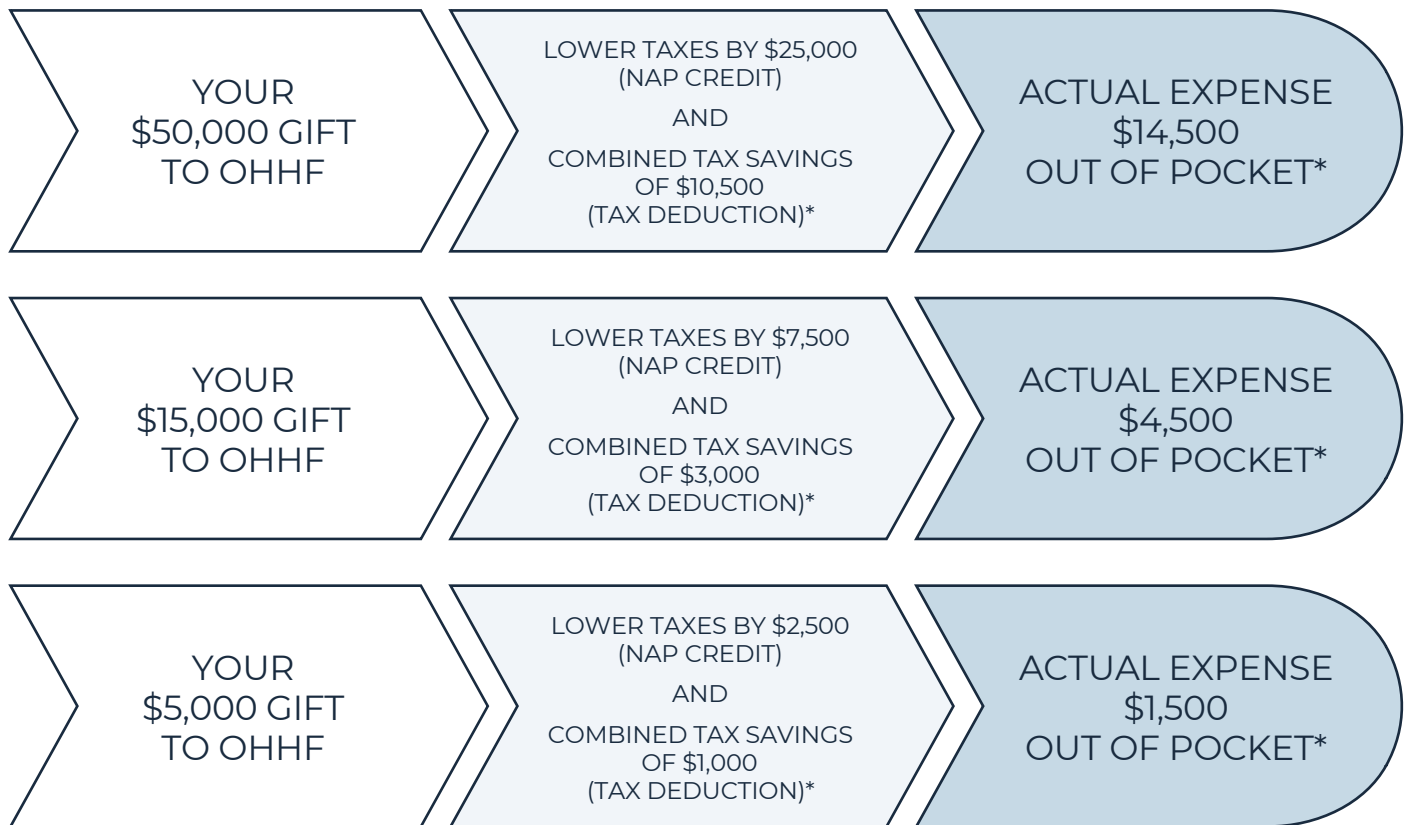 YOUR
$50,000 GIFT
TO OHHF
LOWER TAXES BY $25,000
(NAP CREDIT)
AND
COMBINED TAX SAVINGS
OF $10,500
(TAX DEDUCTION)*
ACTUAL EXPENSE
$14,500
OUT OF POCKET*
YOUR
$15,000 GIFT
TO OHHF
LOWER TAXES BY $7,500
(NAP CREDIT)
AND
COMBINED TAX SAVINGS
OF $3,000
(TAX DEDUCTION)*
ACTUAL EXPENSE
$4,500
OUT OF POCKET*
YOUR
$5,000 GIFT
TO OHHF
LOWER TAXES BY $2,500
(NAP CREDIT)
AND
COMBINED TAX SAVINGS
OF $1,000
(TAX DEDUCTION)*
ACTUAL EXPENSE
$1,500
OUT OF POCKET*